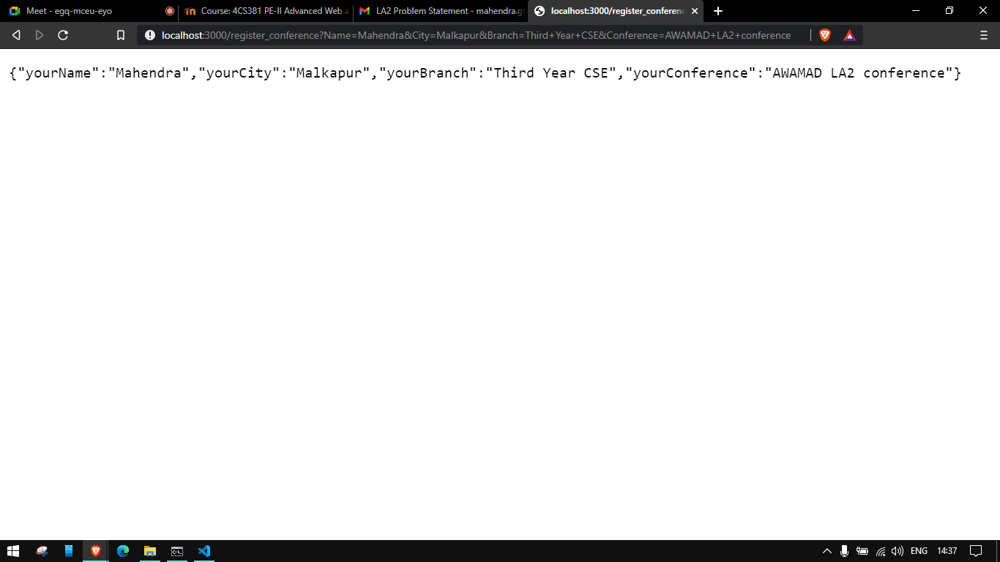 Meet - egq-mceu-eyo
Course: 4CS381 PE-II Advanced Web a
LA2 Problem Statement - mahendra.g
localhost:3000/register_conferenc
localhost:3000/register_conference?Name=Mahendra&City=Malkapur&Branch=Third+Year+CSE&Conference=AWAMAD+LA2+conference
{"yourName":"Mahendra","yourCity":"Malkapur","yourBranch":"Third Year CSE","yourConference":"AWAMAD LA2 conference"}
ENG 14:37